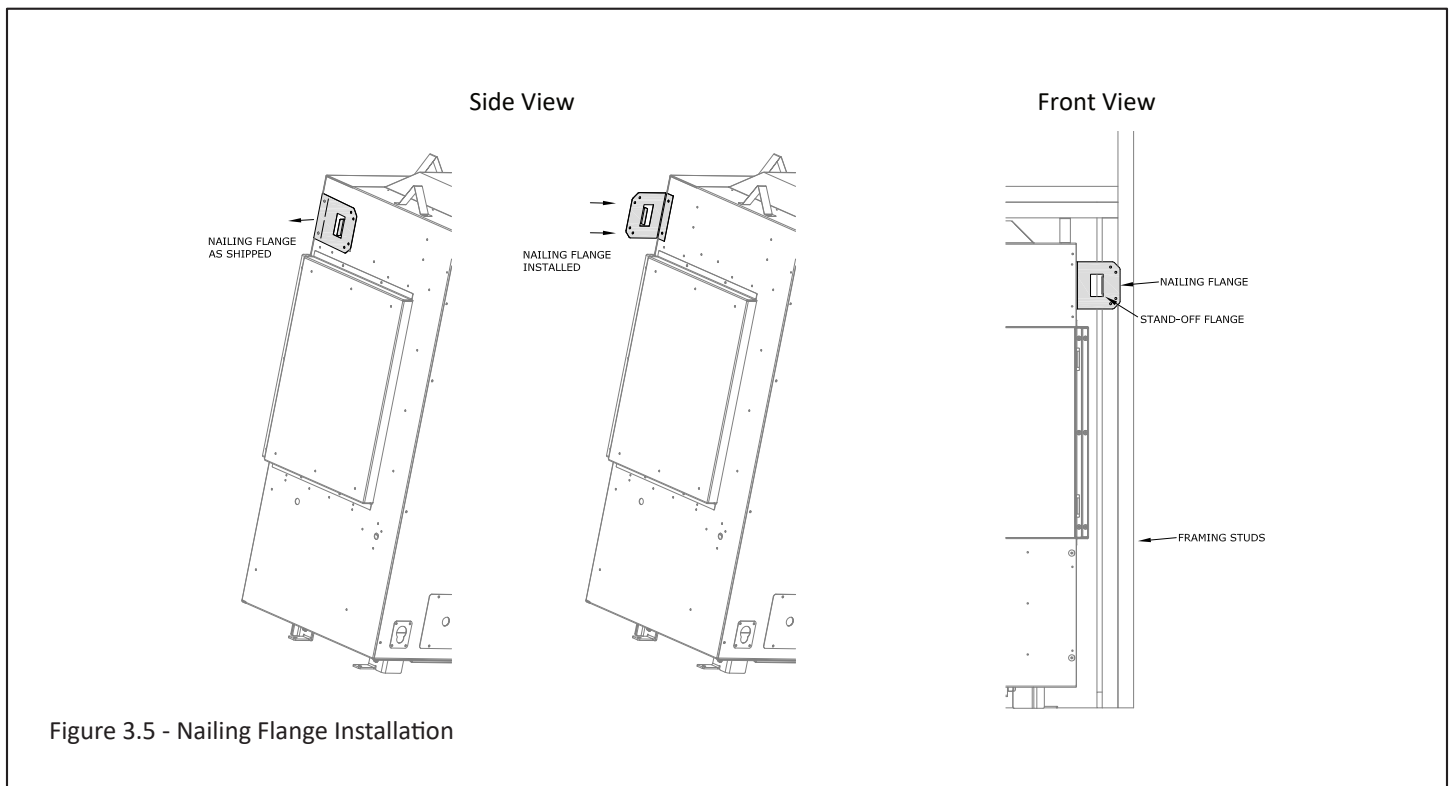 Side View
Front View
NAILING FLANGE
AS SHIPPED
NAILING FLANGE
INSTALLED
NAILING FLANGE
STAND-OFF FLANGE
FRAMING STUDS
Figure 3.5 - Nailing Flange Installation